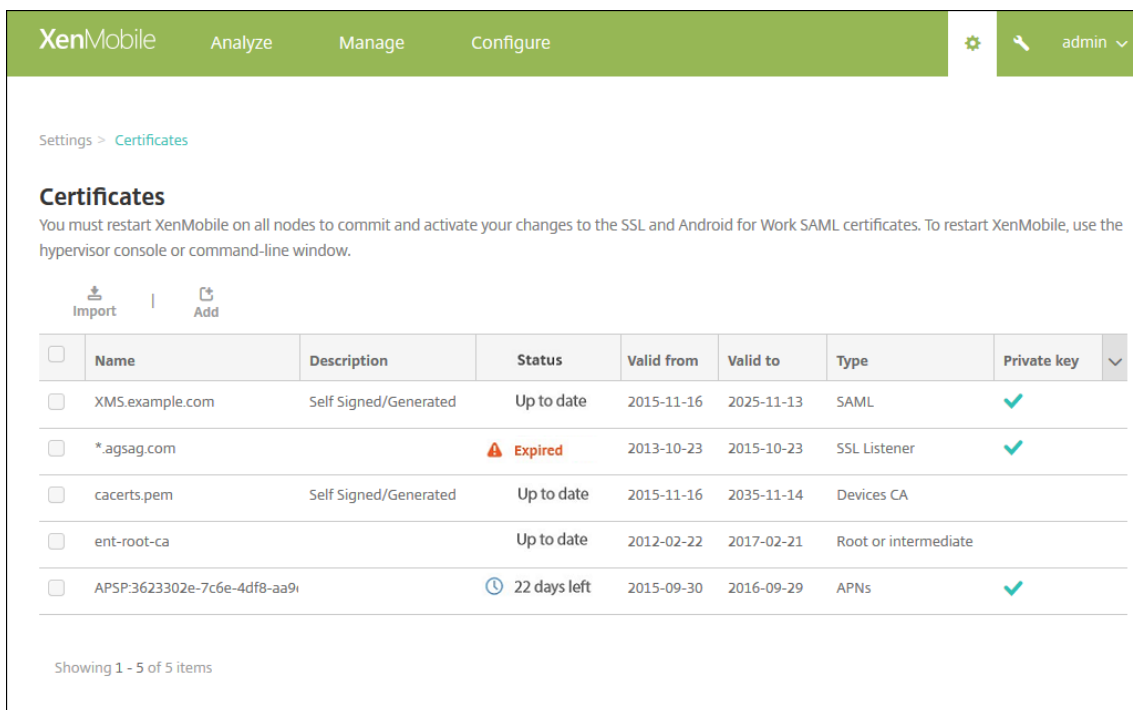 XenMobile Analyze Manage Configure admin
Settings > Certificates
Certificates
You must restart XenMobile on all nodes to commit and activate your changes to the SSL and Android for Work SAML certificates. To restart XenMobile, use the
hypervisor console or command-line window.
Import | Add
Name Description Status Valid from Valid to Type Private key
XMS.example.com Self Signed/Generated Up to date 2015-11-16 2025-11-13 SAML
*.agsag.com Expired 2013-10-23 2015-10-23 SSL Listener
cacerts.pem Self Signed/Generated Up to date 2015-11-16 2035-11-14 Devices CA
ent-root-ca Up to date 2012-02-22 2017-02-21 Root or intermediate
APSP:3623302e-7c6e-4df8-aa9 22 days left 2015-09-30 2016-09-29 APNs
Showing 1 - 5 of 5 items